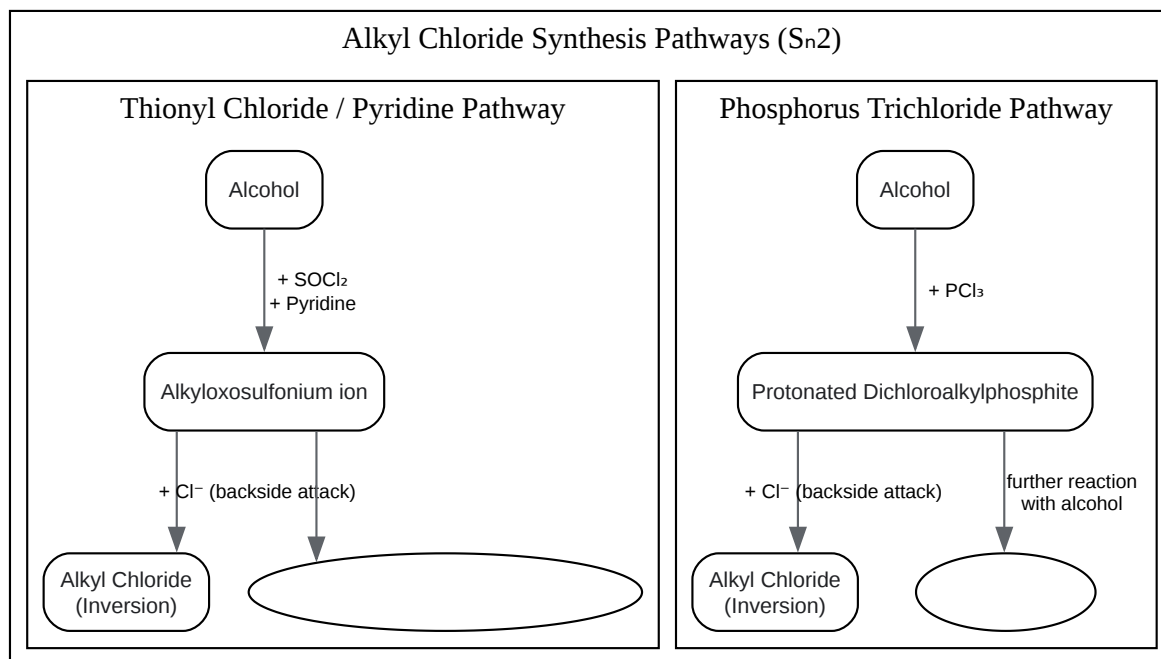 Alkyl Chloride Synthesis Pathways (Sₙ2)
Thionyl Chloride / Pyridine Pathway
Alcohol
+ SOCl₂
+ Pyridine
Alkyloxosulfonium ion
+ Cl⁻ (backside attack)
Alkyl Chloride
(Inversion)
Phosphorus Trichloride Pathway
Alcohol
+ PCl₃
Protonated Dichloroalkylphosphite
+ Cl⁻ (backside attack)
further reaction
with alcohol
Alkyl Chloride
(Inversion)